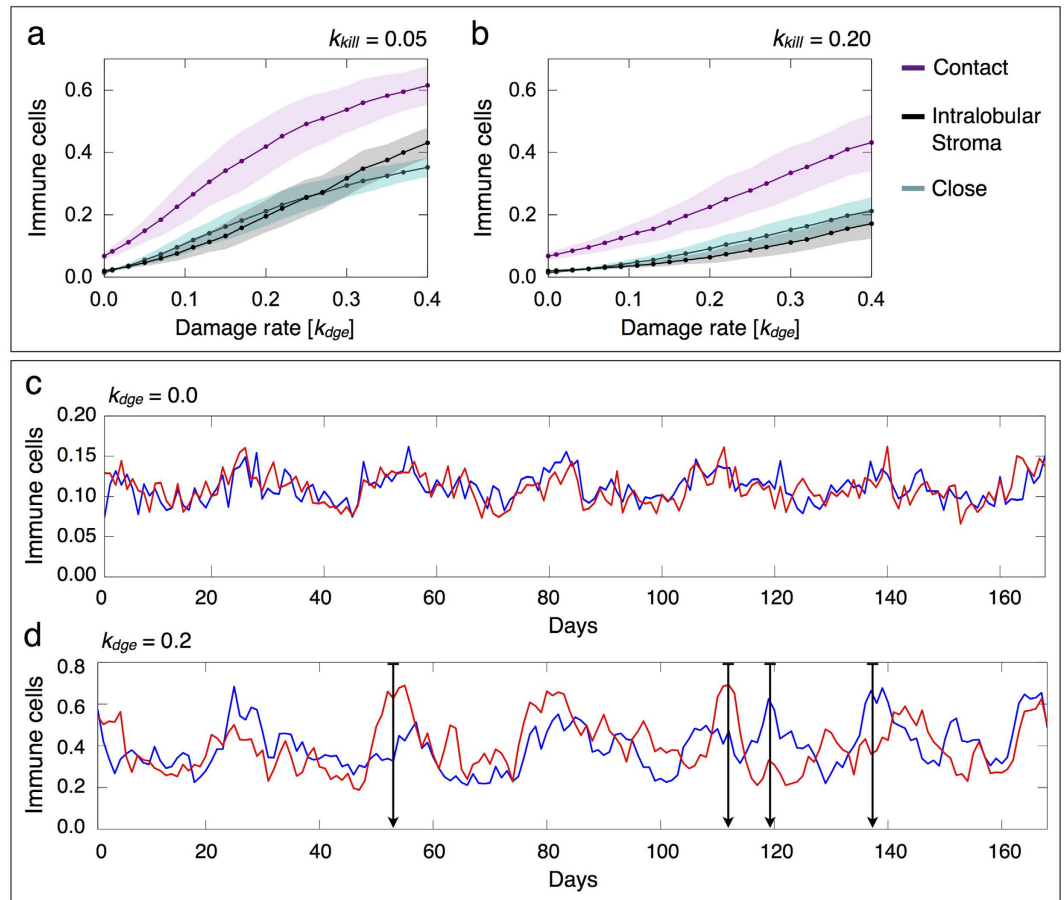 a
k_kill = 0.05
Immune cells
0.6
0.4
0.2
0.0
0.0 0.1 0.2 0.3 0.4
Damage rate [k_dge]
b
k_kill = 0.20
Immune cells
0.6
0.4
0.2
0.0
0.0 0.1 0.2 0.3 0.4
Damage rate [k_dge]
Contact
Intralobular
Stroma
Close
c
k_dge = 0.0
Immune cells
0.20
0.15
0.10
0.05
0.00
0 20 40 60 80 100 120 140 160
Days
d
k_dge = 0.2
Immune cells
0.8
0.6
0.4
0.2
0.0
0 20 40 60 80 100 120 140 160
Days